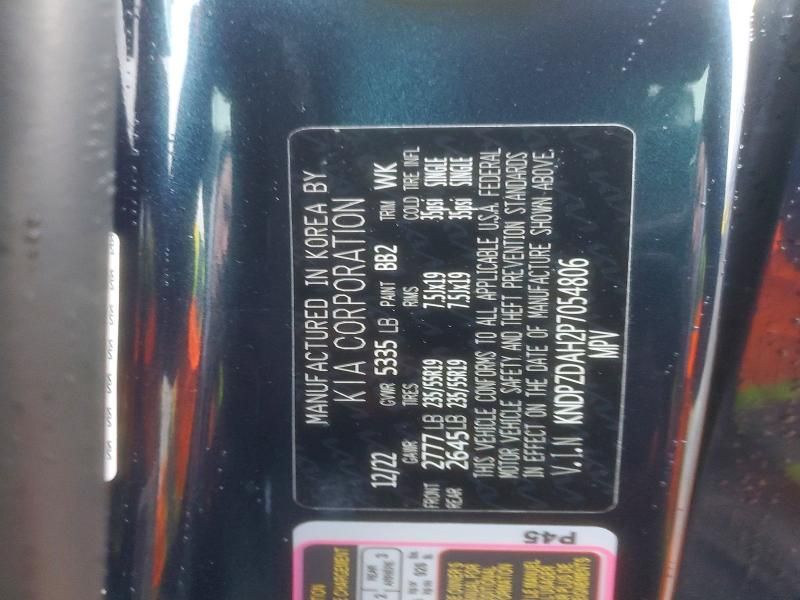 MANUFACTURED IN KOREA BY
KIA CORPORATION
12/22 GVWR 5335 LB PAINT BB2 TRIM WK
GAWR TIRES RIMS COLD TIRE INFL
FRONT 2777 LB 235/55R19 7.5Jx19 35psi SINGLE
REAR 2645 LB 235/55R19 7.5Jx19 35psi SINGLE
THIS VEHICLE CONFORMS TO ALL APPLICABLE U.S.A. FEDERAL
MOTOR VEHICLE SAFETY AND THEFT PREVENTION STANDARDS
IN EFFECT ON THE DATE OF MANUFACTURE SHOWN ABOVE.
V.I.N KNDPZDAH2P7054806
MPV
P45
REAR 3